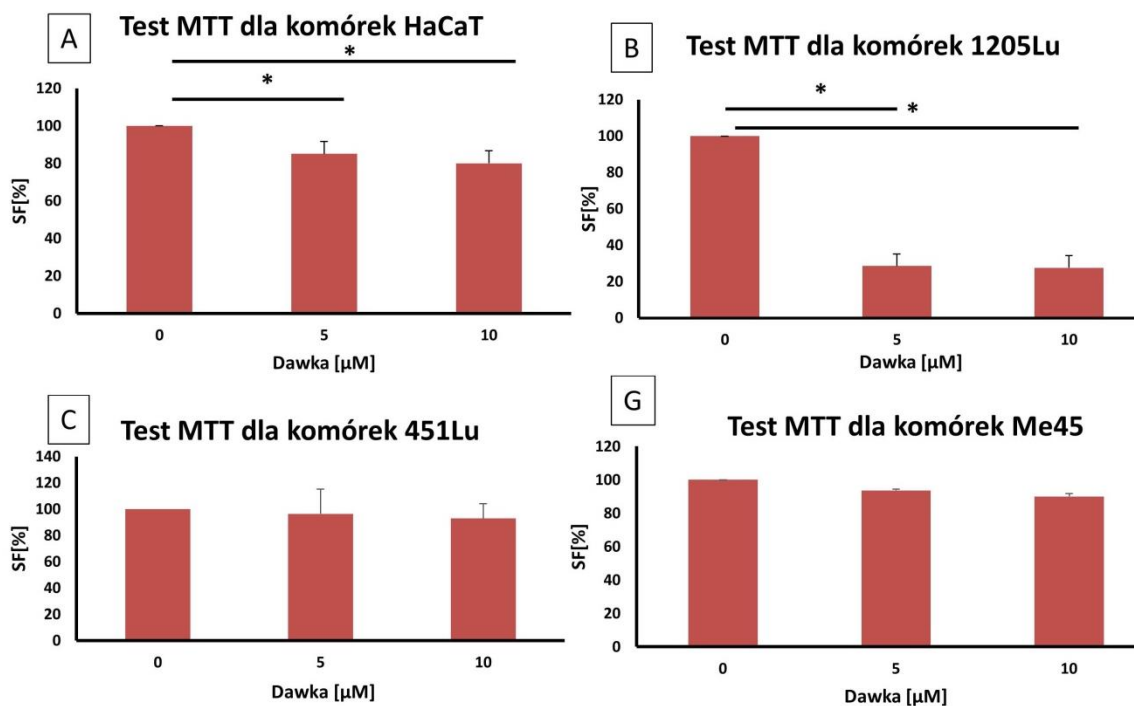 A
Test MTT dla komórek HaCaT
*
*
120
100
80
60
40
20
0
SF[%]
0 5 10
Dawka [µM]
B
Test MTT dla komórek 1205Lu
*
*
120
100
80
60
40
20
0
SF[%]
0 5 10
Dawka [µM]
C
Test MTT dla komórek 451Lu
140
120
100
80
60
40
20
0
SF[%]
0 5 10
Dawka [µM]
G
Test MTT dla komórek Me45
120
100
80
60
40
20
0
SF[%]
0 5 10
Dawka [µM]